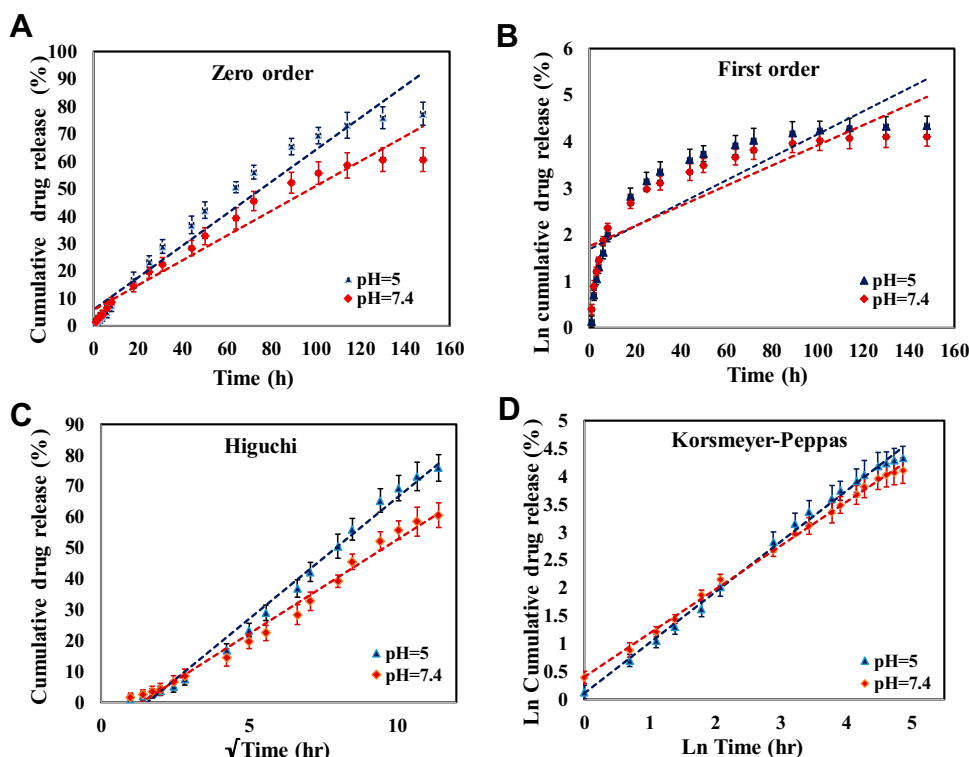 A
Zero order
Cumulative drug release (%)
100
90
80
70
60
50
40
30
20
10
0
0 20 40 60 80 100 120 140 160
Time (h)
pH=5
pH=7.4
B
First order
Ln cumulative drug release (%)
6
5
4
3
2
1
0
0 20 40 60 80 100 120 140 160
Time (h)
pH=5
pH=7.4
C
Higuchi
Cumulative drug release (%)
90
80
70
60
50
40
30
20
10
0
0 5 10
√Time (hr)
pH=5
pH=7.4
D
Korsmeyer-Peppas
Ln Cumulative drug release (%)
5
4.5
4
3.5
3
2.5
2
1.5
1
0.5
0
0 1 2 3 4 5
Ln Time (hr)
pH=5
pH=7.4